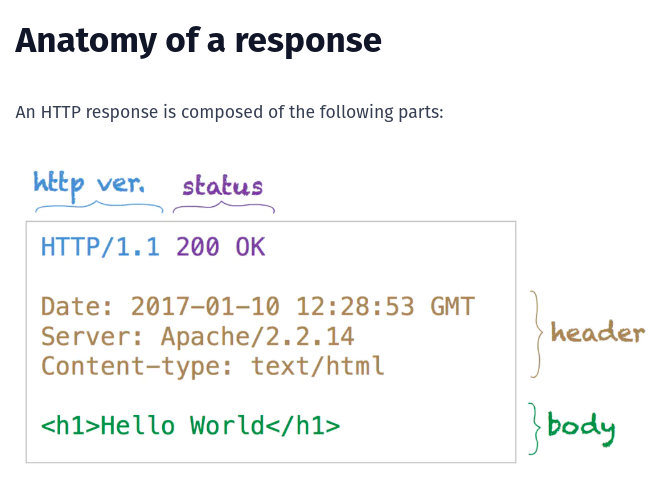 Anatomy of a response
An HTTP response is composed of the following parts:
http ver. status
HTTP/1.1 200 OK
Date: 2017-01-10 12:28:53 GMT
Server: Apache/2.2.14
Content-type: text/html
header
<h1>Hello World</h1>
body